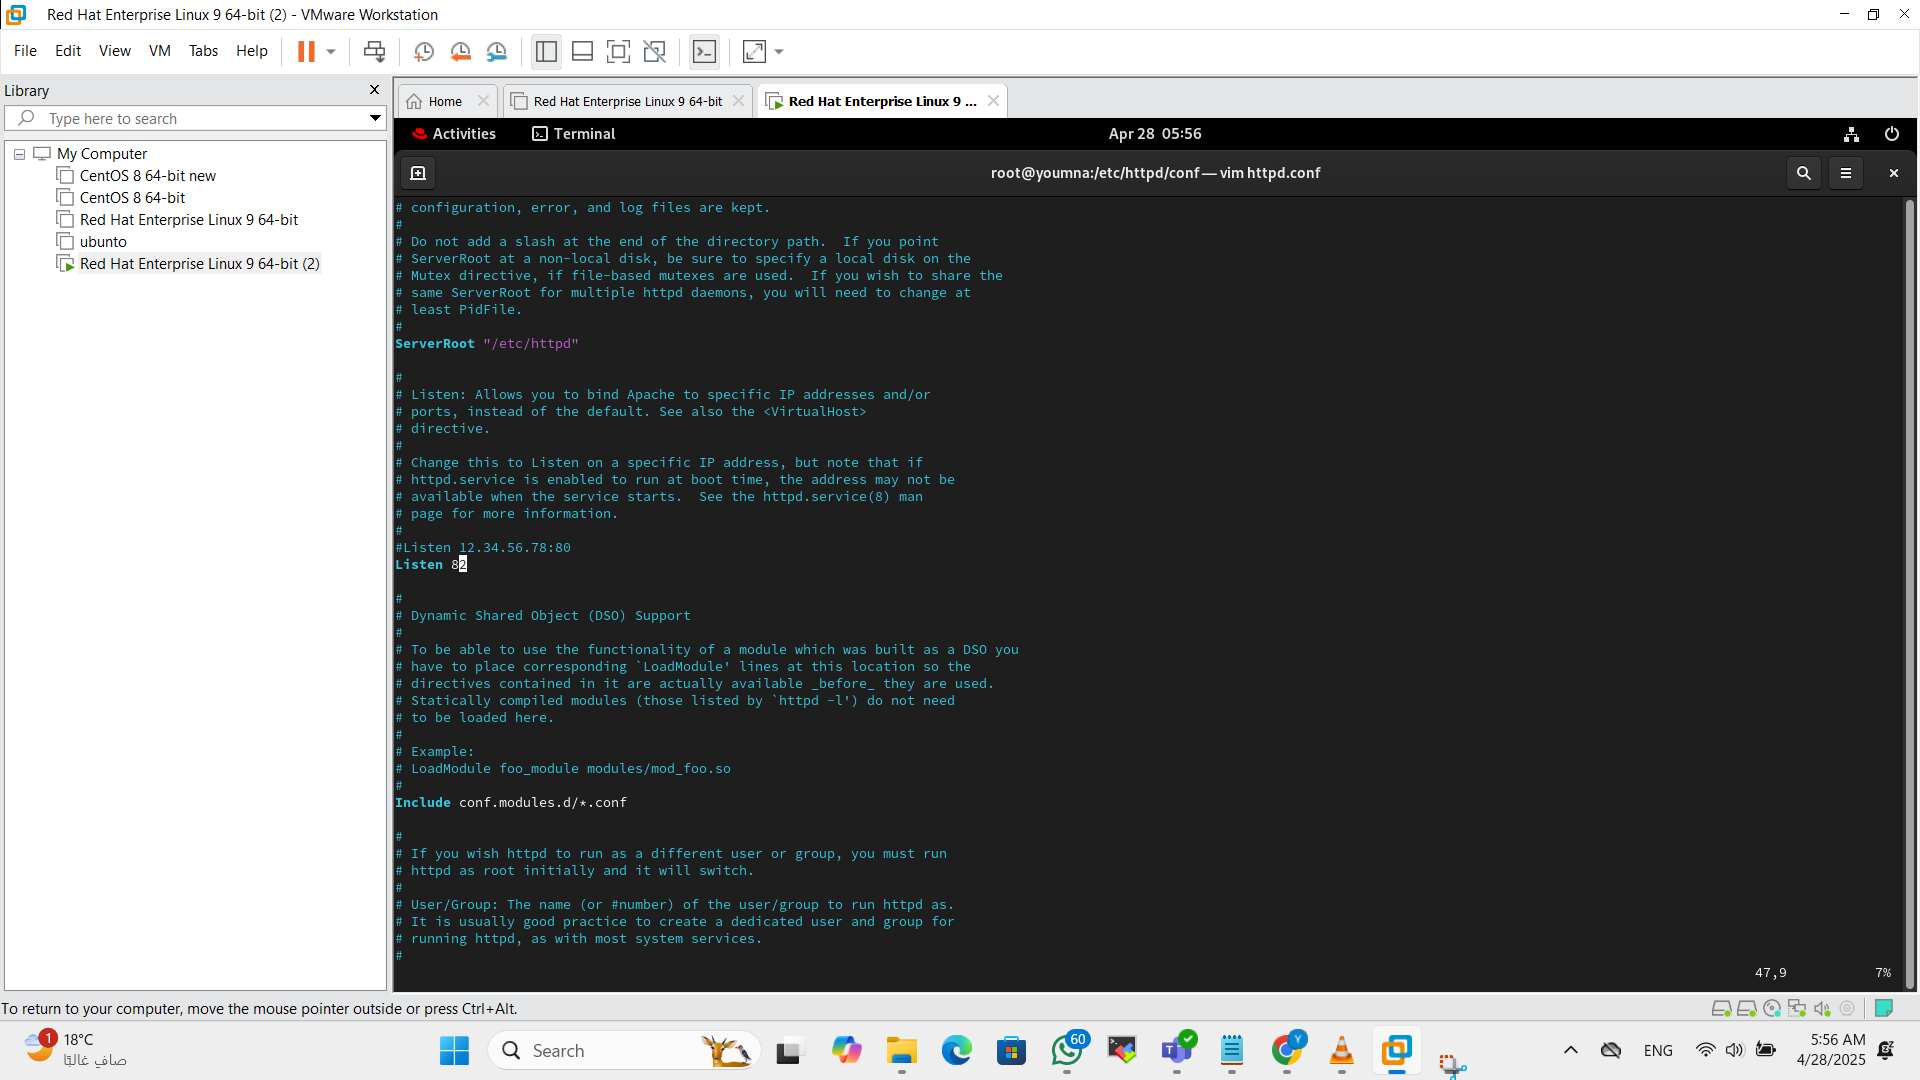 Red Hat Enterprise Linux 9 64-bit (2) - VMware Workstation
File Edit View VM Tabs Help
Library
Type here to search
My Computer
CentOS 8 64-bit new
CentOS 8 64-bit
Red Hat Enterprise Linux 9 64-bit
ubunto
Red Hat Enterprise Linux 9 64-bit (2)
Home
Red Hat Enterprise Linux 9 64-bit
Red Hat Enterprise Linux 9 ...
Activities
Terminal
Apr 28 05:56
root@youmna:/etc/httpd/conf — vim httpd.conf
# configuration, error, and log files are kept.
#
# Do not add a slash at the end of the directory path.  If you point
# ServerRoot at a non-local disk, be sure to specify a local disk on the
# Mutex directive, if file-based mutexes are used.  If you wish to share the
# same ServerRoot for multiple httpd daemons, you will need to change at
# least PidFile.
#
ServerRoot "/etc/httpd"
#
# Listen: Allows you to bind Apache to specific IP addresses and/or
# ports, instead of the default. See also the <VirtualHost>
# directive.
#
# Change this to Listen on a specific IP address, but note that if
# httpd.service is enabled to run at boot time, the address may not be
# available when the service starts.  See the httpd.service(8) man
# page for more information.
#
#Listen 12.34.56.78:80
Listen 82
#
# Dynamic Shared Object (DSO) Support
#
# To be able to use the functionality of a module which was built as a DSO you
# have to place corresponding `LoadModule' lines at this location so the
# directives contained in it are actually available _before_ they are used.
# Statically compiled modules (those listed by `httpd -l') do not need
# to be loaded here.
#
# Example:
# LoadModule foo_module modules/mod_foo.so
#
Include conf.modules.d/*.conf
#
# If you wish httpd to run as a different user or group, you must run
# httpd as root initially and it will switch.
#
# User/Group: The name (or #number) of the user/group to run httpd as.
# It is usually good practice to create a dedicated user and group for
# running httpd, as with most system services.
#
47,9 7%
To return to your computer, move the mouse pointer outside or press Ctrl+Alt.
1
18°C
صافٍ غالبًا
Search
60
Y
ENG
5:56 AM
4/28/2025